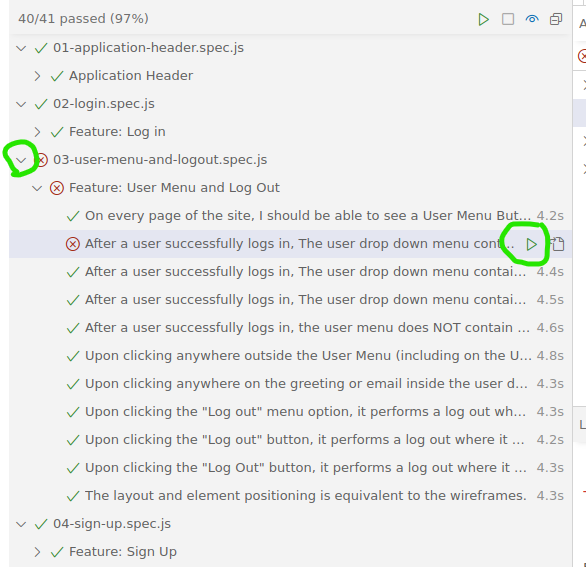 40/41 passed (97%)
01-application-header.spec.js
Application Header
02-login.spec.js
Feature: Log in
03-user-menu-and-logout.spec.js
Feature: User Menu and Log Out
On every page of the site, I should be able to see a User Menu But... 4.2s
After a user successfully logs in, The user drop down menu cont...
After a user successfully logs in, The user drop down menu contai... 4.4s
After a user successfully logs in, The user drop down menu contai... 4.5s
After a user successfully logs in, the user menu does NOT contain ... 4.6s
Upon clicking anywhere outside the User Menu (including on the U... 4.8s
Upon clicking anywhere on the greeting or email inside the user d... 4.3s
Upon clicking the "Log out" menu option, it performs a log out wh... 4.3s
Upon clicking the "Log out" button, it performs a log out where it ... 4.2s
Upon clicking the "Log Out" button, it performs a log out where it ... 4.3s
The layout and element positioning is equivalent to the wireframes. 4.3s
04-sign-up.spec.js
Feature: Sign Up